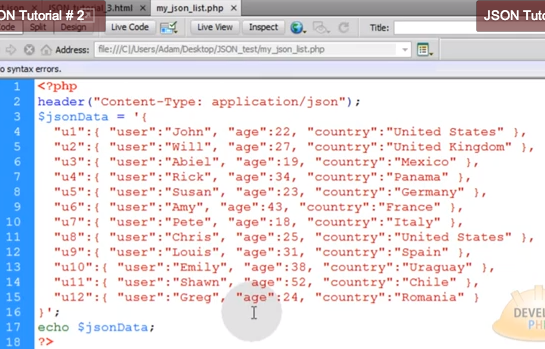 ON Tutorial # 2
JSON_tutorial_3.html
my_json_list.php
JSON Tuto
Code Split Design Live Code Live View Inspect Title:
Address: file:///C|/Users/Adam/Desktop/JSON_test/my_json_list.php
o syntax errors.
1 <?php
2 header("Content-Type: application/json");
3 $jsonData = '{
4 "u1":{ "user":"John", "age":22, "country":"United States" },
5 "u2":{ "user":"Will", "age":27, "country":"United Kingdom" },
6 "u3":{ "user":"Abiel", "age":19, "country":"Mexico" },
7 "u4":{ "user":"Rick", "age":34, "country":"Panama" },
8 "u5":{ "user":"Susan", "age":23, "country":"Germany" },
9 "u6":{ "user":"Amy", "age":43, "country":"France" },
10 "u7":{ "user":"Pete", "age":18, "country":"Italy" },
11 "u8":{ "user":"Chris", "age":25, "country":"United States" },
12 "u9":{ "user":"Louis", "age":31, "country":"Spain" },
13 "u10":{ "user":"Emily", "age":38, "country":"Uraguay" },
14 "u11":{ "user":"Shawn", "age":52, "country":"Chile" },
15 "u12":{ "user":"Greg", "age":24, "country":"Romania" }
16 }';
17 echo $jsonData;
18 ?>
DEVEL
PH